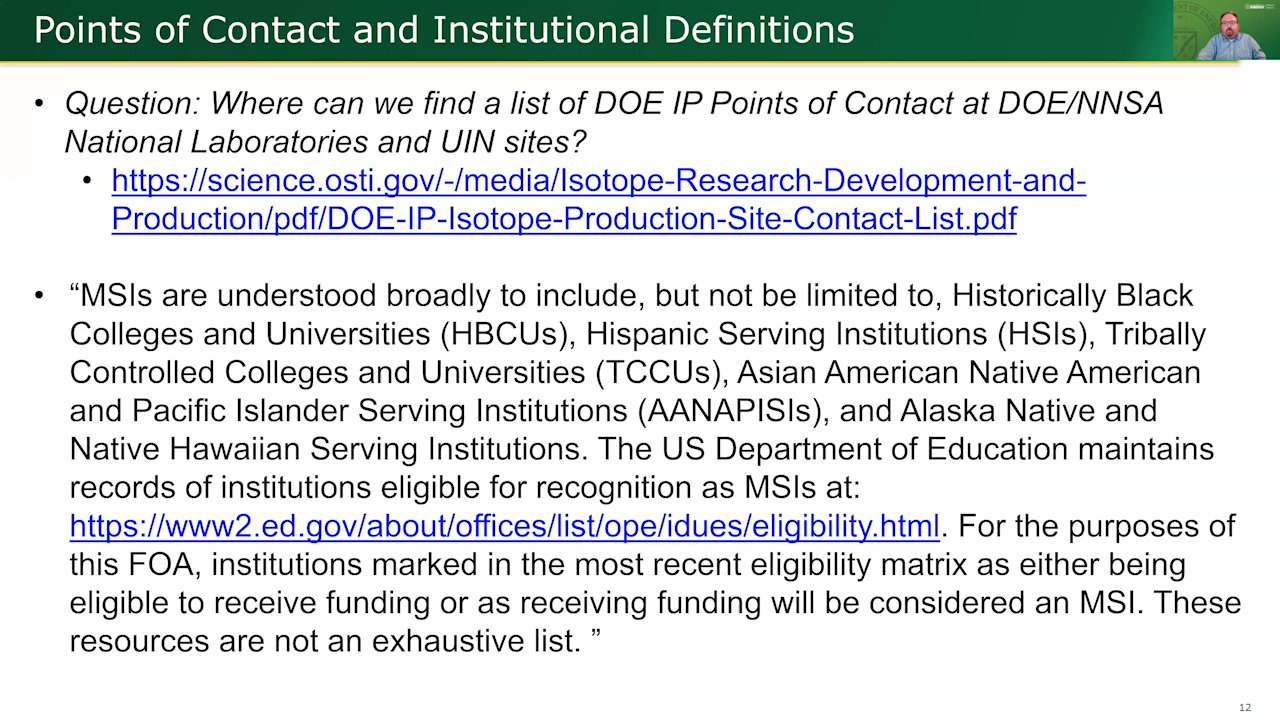 Points of Contact and Institutional Definitions
ENERGY
• Question: Where can we find a list of DOE IP Points of Contact at DOE/NNSA
National Laboratories and UIN sites?
• https://science.osti.gov/-/media/Isotope-Research-Development-and-
Production/pdf/DOE-IP-Isotope-Production-Site-Contact-List.pdf
• “MSIs are understood broadly to include, but not be limited to, Historically Black
Colleges and Universities (HBCUs), Hispanic Serving Institutions (HSIs), Tribally
Controlled Colleges and Universities (TCCUs), Asian American Native American
and Pacific Islander Serving Institutions (AANAPISIs), and Alaska Native and
Native Hawaiian Serving Institutions. The US Department of Education maintains
records of institutions eligible for recognition as MSIs at:
https://www2.ed.gov/about/offices/list/ope/idues/eligibility.html. For the purposes of
this FOA, institutions marked in the most recent eligibility matrix as either being
eligible to receive funding or as receiving funding will be considered an MSI. These
resources are not an exhaustive list. ”
12